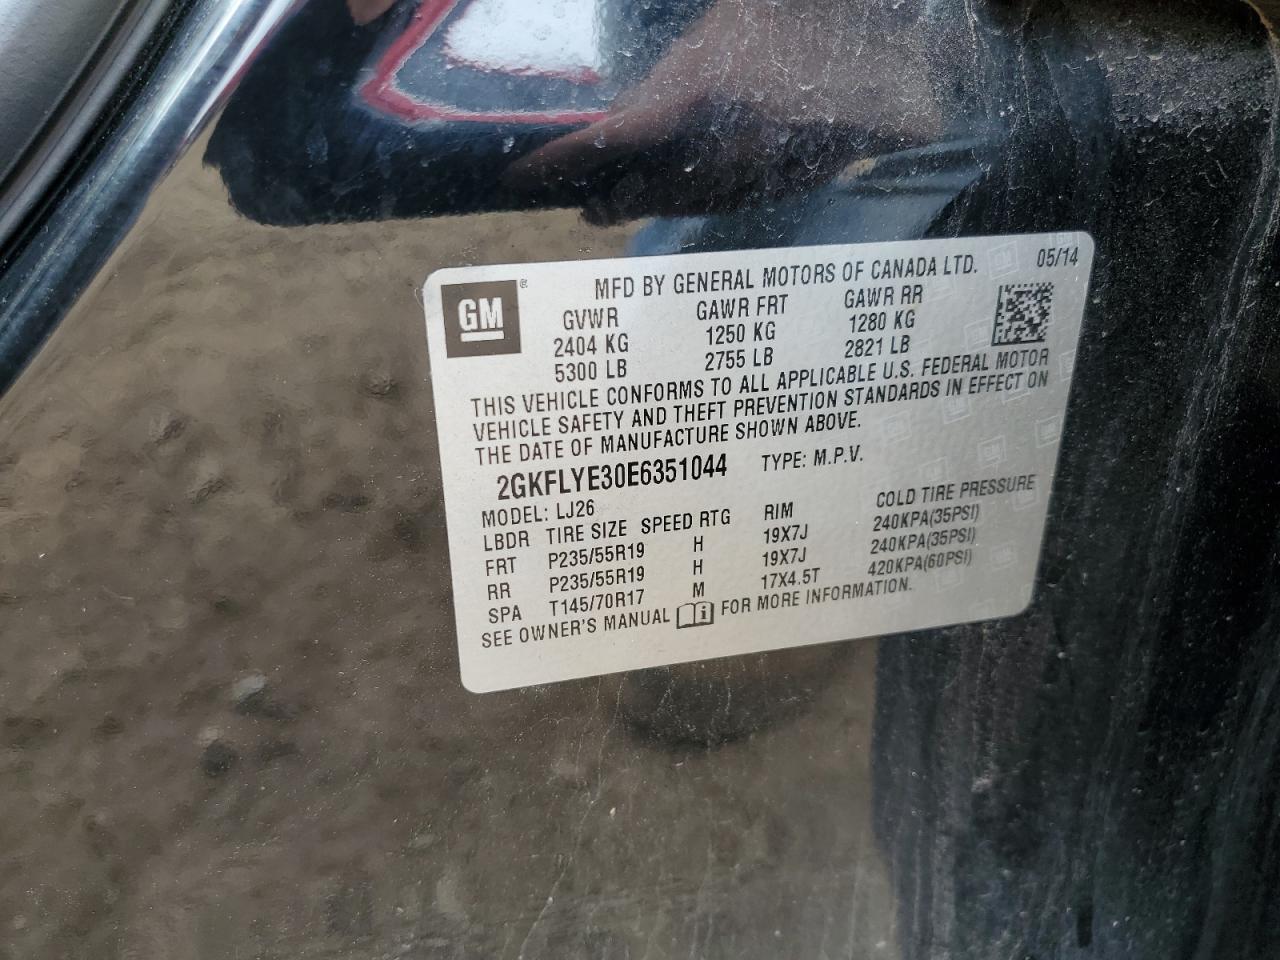 GM ®
MFD BY GENERAL MOTORS OF CANADA LTD. 05/14
GVWR GAWR FRT GAWR RR
2404 KG 1250 KG 1280 KG
5300 LB 2755 LB 2821 LB
THIS VEHICLE CONFORMS TO ALL APPLICABLE U.S. FEDERAL MOTOR
VEHICLE SAFETY AND THEFT PREVENTION STANDARDS IN EFFECT ON
THE DATE OF MANUFACTURE SHOWN ABOVE.
2GKFLYE30E6351044 TYPE: M.P.V.
MODEL: LJ26
LBDR TIRE SIZE SPEED RTG RIM COLD TIRE PRESSURE
FRT P235/55R19 H 19X7J 240KPA(35PSI)
RR P235/55R19 H 19X7J 240KPA(35PSI)
SPA T145/70R17 M 17X4.5T 420KPA(60PSI)
SEE OWNER'S MANUAL i FOR MORE INFORMATION.